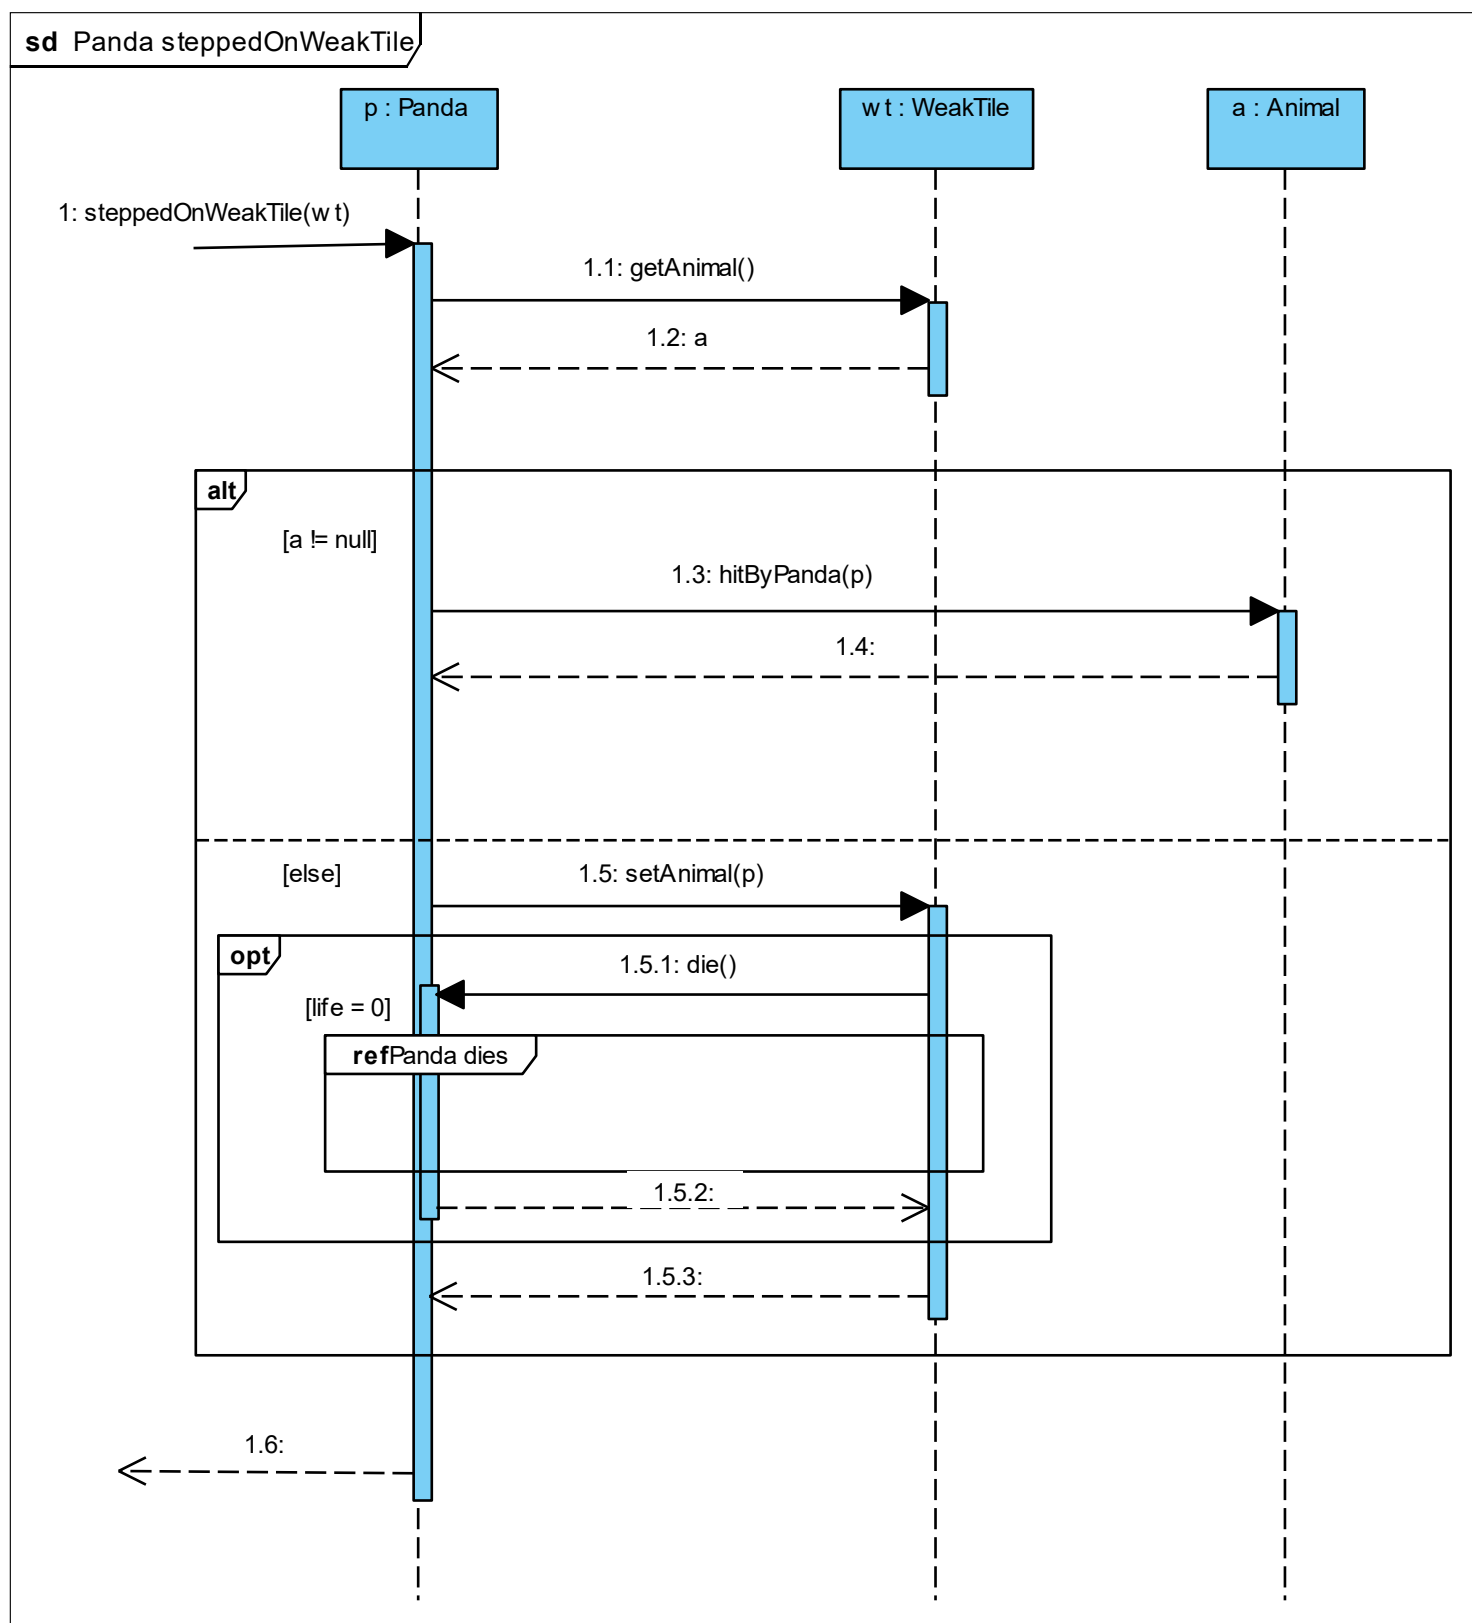 sd Panda steppedOnWeakTile
p : Panda
wt : WeakTile
a : Animal
1: steppedOnWeakTile(wt)
1.1: getAnimal()
1.2: a
alt
[a != null]
1.3: hitByPanda(p)
1.4:
[else]
1.5: setAnimal(p)
opt
1.5.1: die()
[life = 0]
refPanda dies
1.5.2:
1.5.3:
1.6: